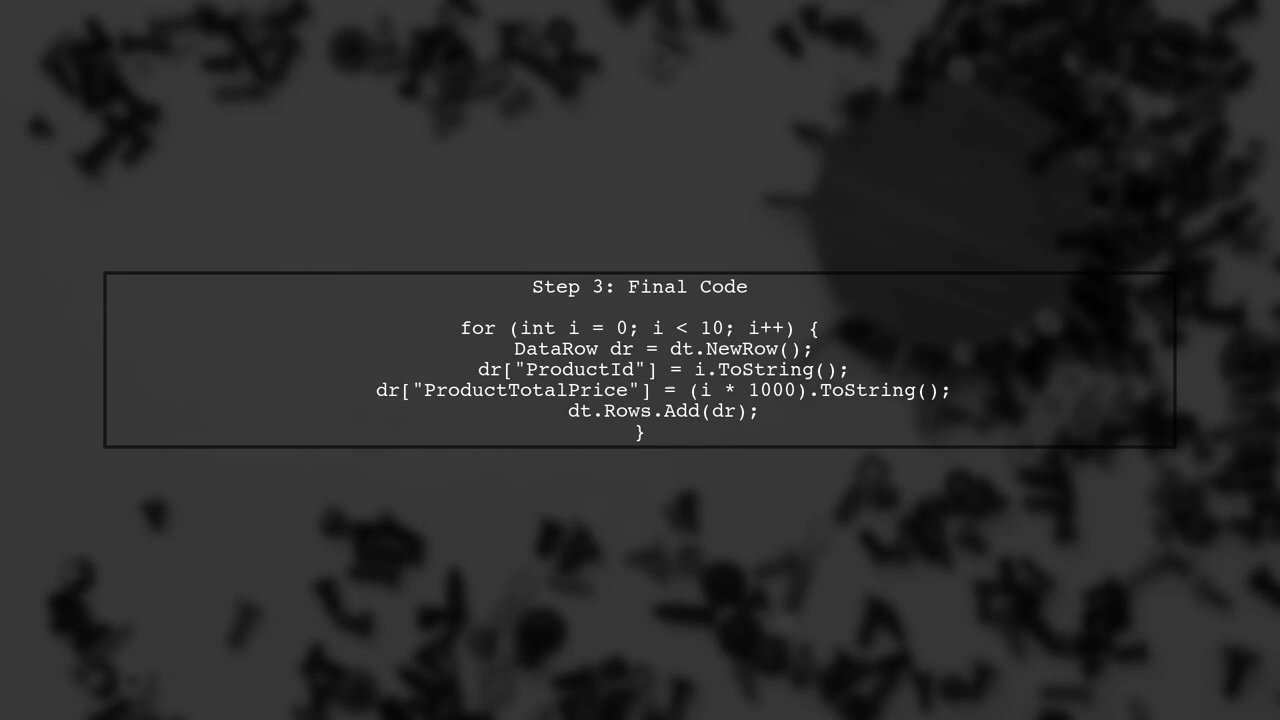 Step 3: Final Code
for (int i = 0; i < 10; i++) {
DataRow dr = dt.NewRow();
dr["ProductId"] = i.ToString();
dr["ProductTotalPrice"] = (i * 1000).ToString();
dt.Rows.Add(dr);
}